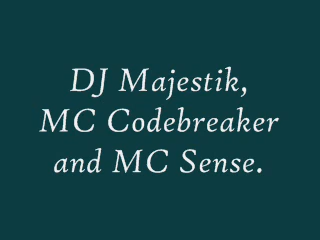 DJ Majestik,
MC Codebreaker
and MC Sense.